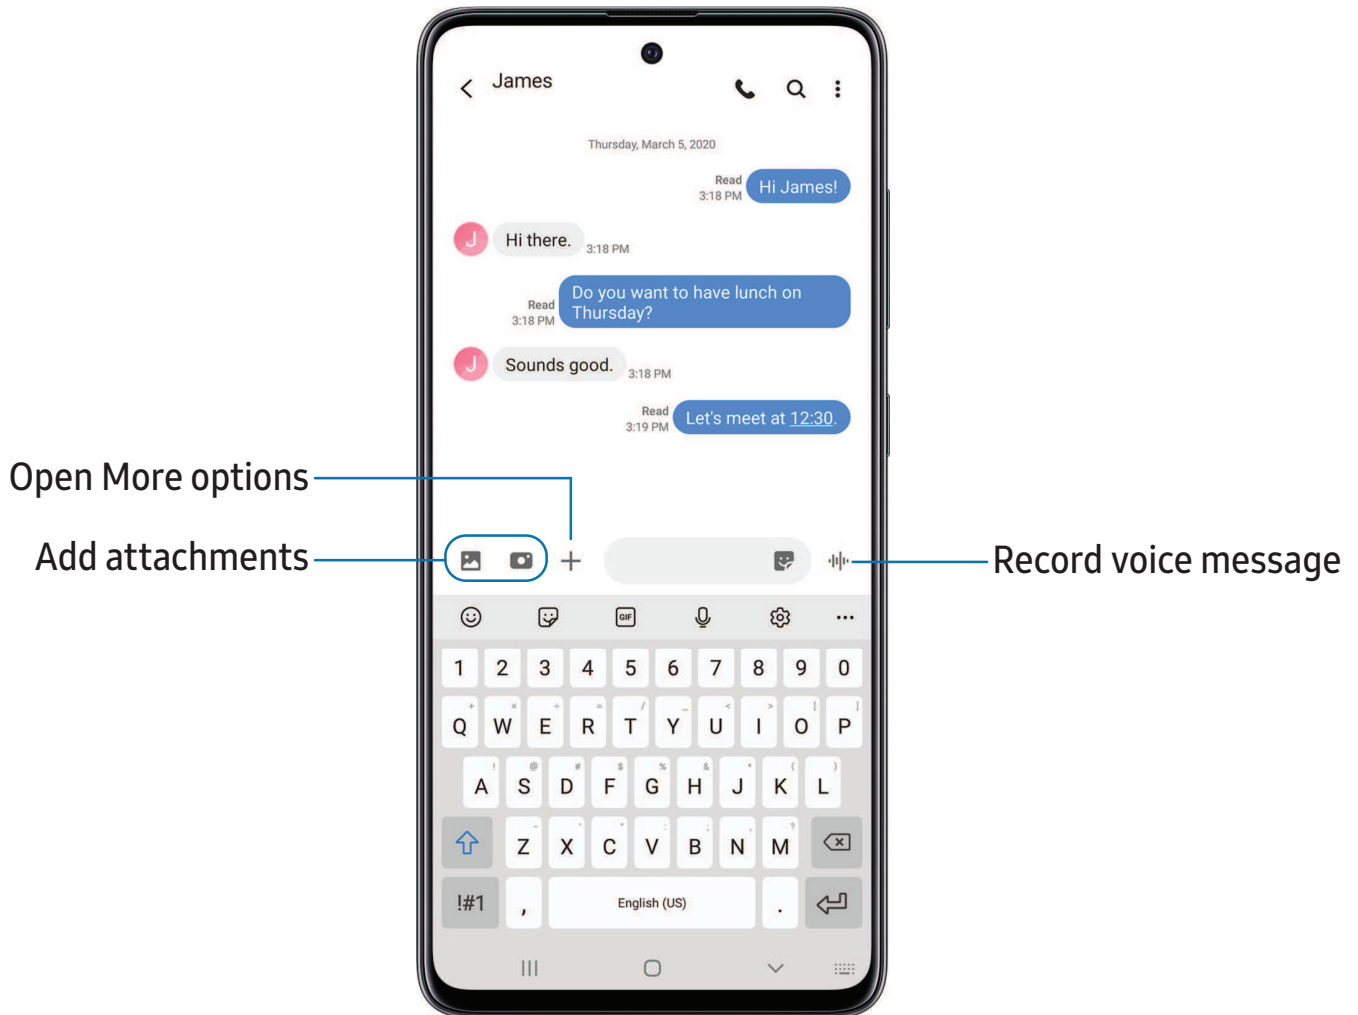 James
Thursday, March 5, 2020
Read
3:18 PM
Hi James!
J
Hi there.
3:18 PM
Read
3:18 PM
Do you want to have lunch on
Thursday?
J
Sounds good.
3:18 PM
Read
3:19 PM
Let's meet at 12:30.
Open More options
Add attachments
Record voice message
GIF
1 2 3 4 5 6 7 8 9 0
+ × ÷ = / _ < > [ ]
Q W E R T Y U I O P
! @ # $ % & * ( )
A S D F G H J K L
- ' " : ; , ?
Z X C V B N M
!#1 , English (US) .